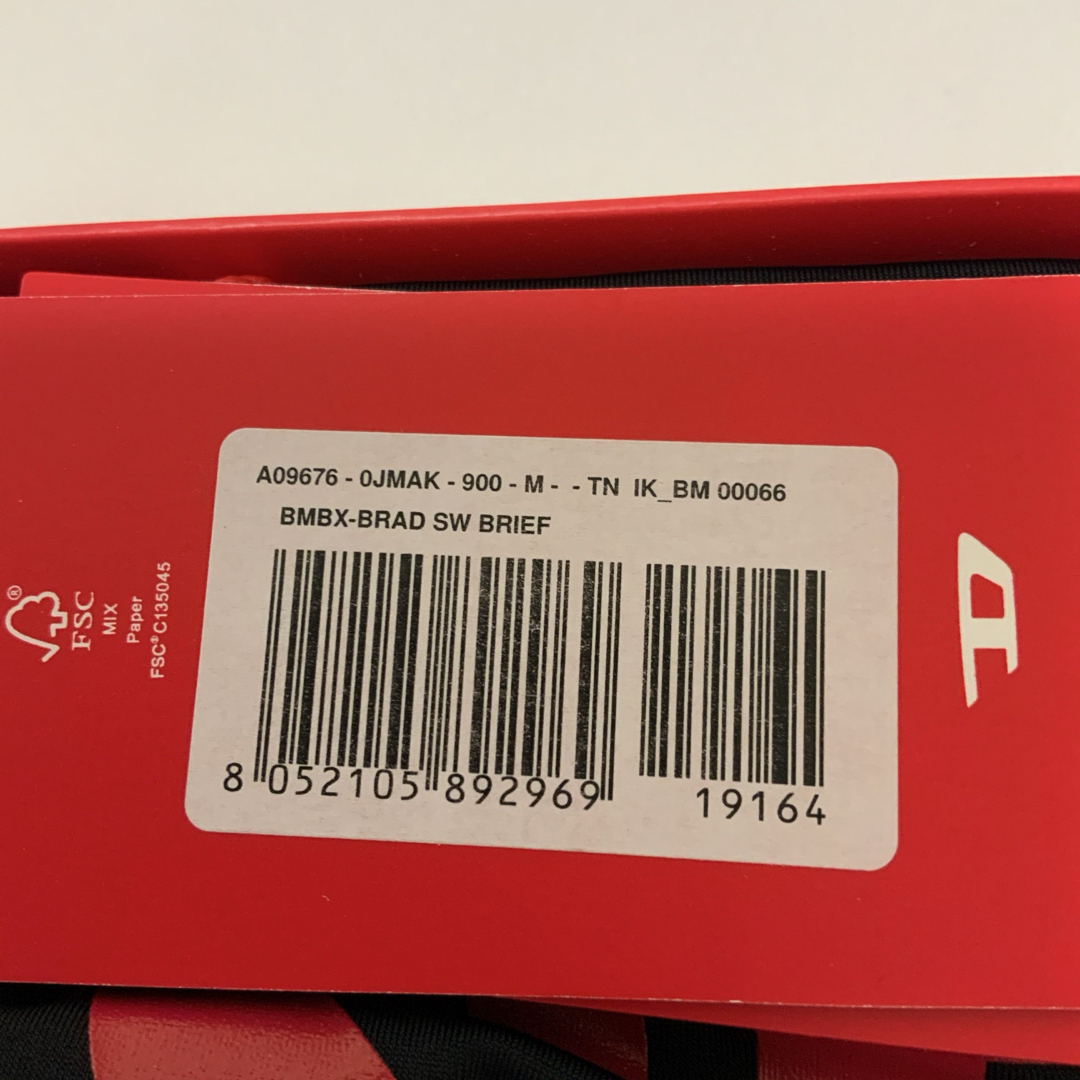 A09676 - 0JMAK - 900 - M - - TN IK_BM 00066
BMBX-BRAD SW BRIEF
8 052105 892969 19164
FSC®
MIX
Paper
FSC® C135045
D